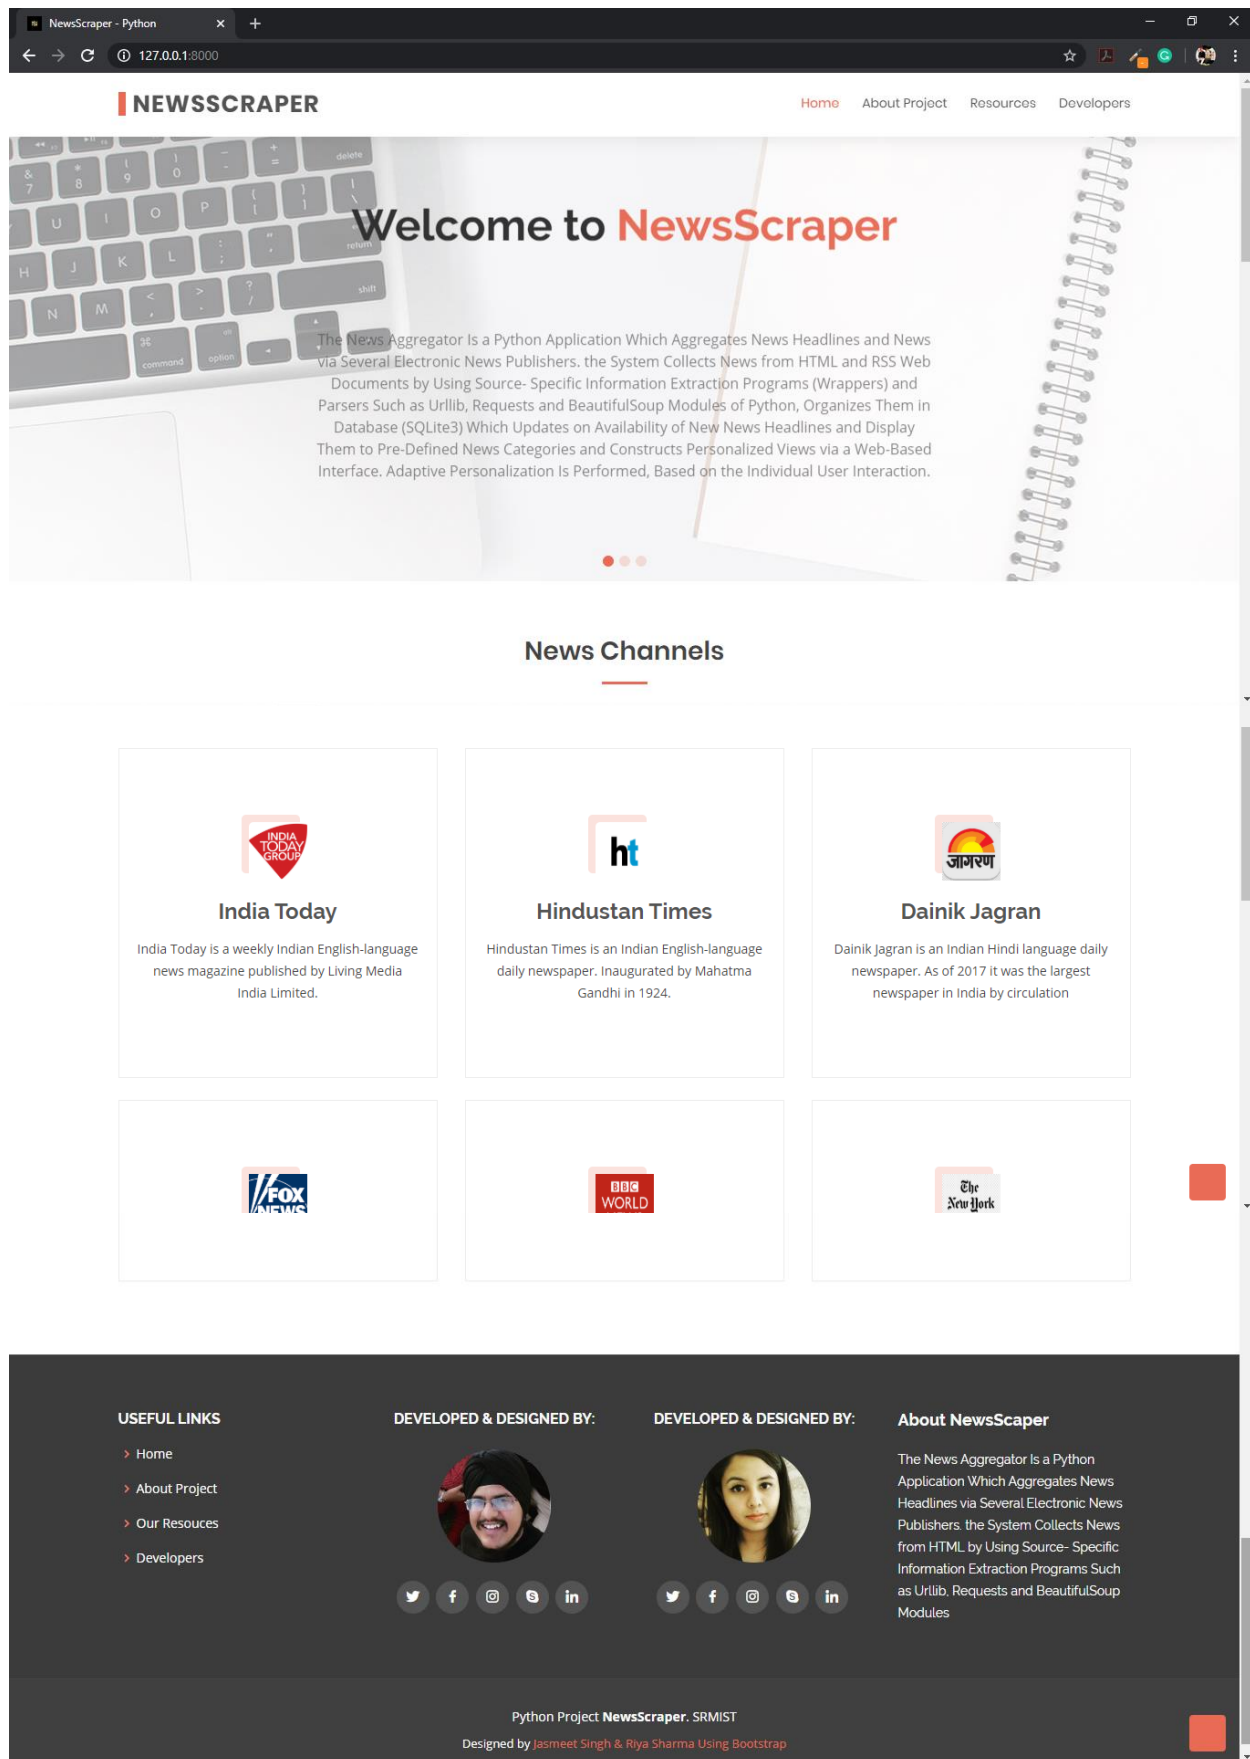 NewsScraper - Python
127.0.0.1:8000
NEWSSCRAPER
Home About Project Resources Developers
delete
& 7
* 8
( 9
) 0
- 
+ =
U I O P { [ } ] | \
return
H J K L : ; " '
shift
N M < , > . ? /
⌘ command
alt option
Welcome to NewsScraper
The News Aggregator Is a Python Application Which Aggregates News Headlines and News
via Several Electronic News Publishers. the System Collects News from HTML and RSS Web
Documents by Using Source- Specific Information Extraction Programs (Wrappers) and
Parsers Such as Urllib, Requests and BeautifulSoup Modules of Python, Organizes Them in
Database (SQLite3) Which Updates on Availability of New News Headlines and Display
Them to Pre-Defined News Categories and Constructs Personalized Views via a Web-Based
Interface. Adaptive Personalization Is Performed, Based on the Individual User Interaction.
News Channels
INDIA
TODAY
GROUP
India Today
India Today is a weekly Indian English-language
news magazine published by Living Media
India Limited.
ht
Hindustan Times
Hindustan Times is an Indian English-language
daily newspaper. Inaugurated by Mahatma
Gandhi in 1924.
जागरण
Dainik Jagran
Dainik Jagran is an Indian Hindi language daily
newspaper. As of 2017 it was the largest
newspaper in India by circulation
FOX
NEWS
BBC
WORLD
The
New York
USEFUL LINKS
Home
About Project
Our Resouces
Developers
DEVELOPED & DESIGNED BY:
DEVELOPED & DESIGNED BY:
About NewsScaper
The News Aggregator Is a Python
Application Which Aggregates News
Headlines via Several Electronic News
Publishers. the System Collects News
from HTML by Using Source- Specific
Information Extraction Programs Such
as Urllib, Requests and BeautifulSoup
Modules
Python Project NewsScraper. SRMIST
Designed by Jasmeet Singh & Riya Sharma Using Bootstrap